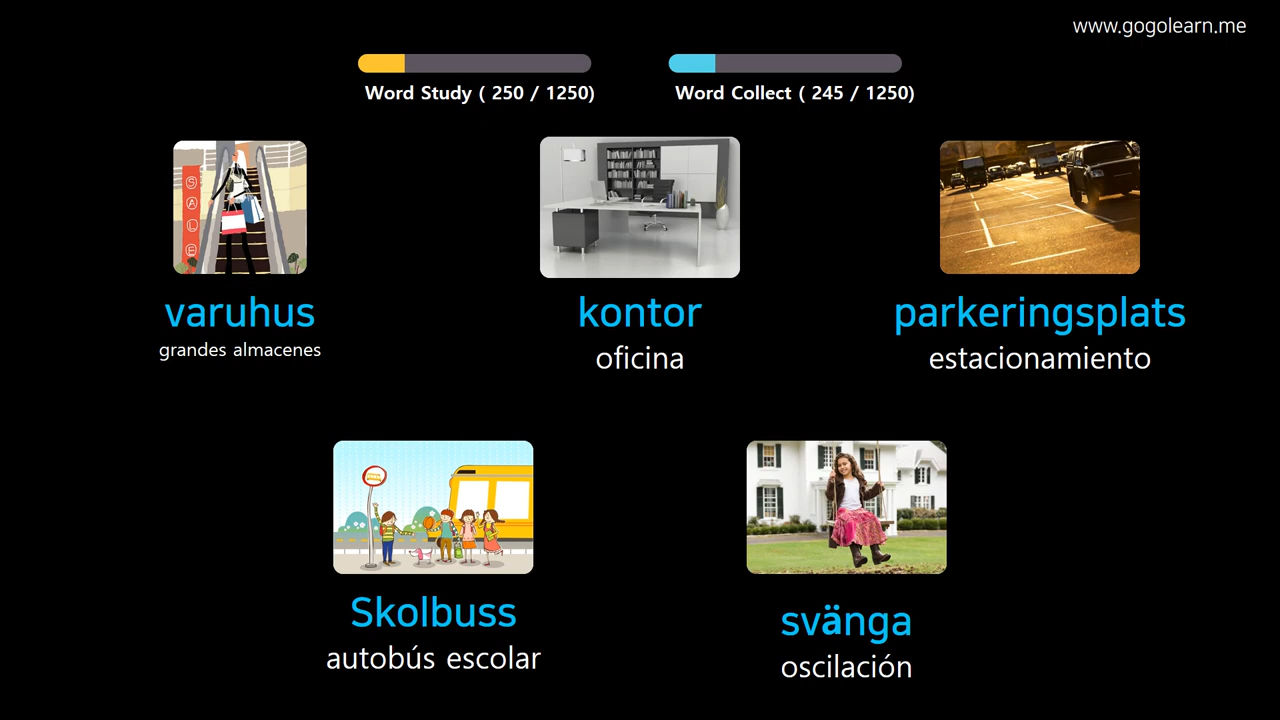 www.gogolearn.me
Word Study ( 250 / 1250)
Word Collect ( 245 / 1250)
SALE
varuhus
grandes almacenes
kontor
oficina
parkeringsplats
estacionamiento
Skolbuss
autobús escolar
svänga
oscilación